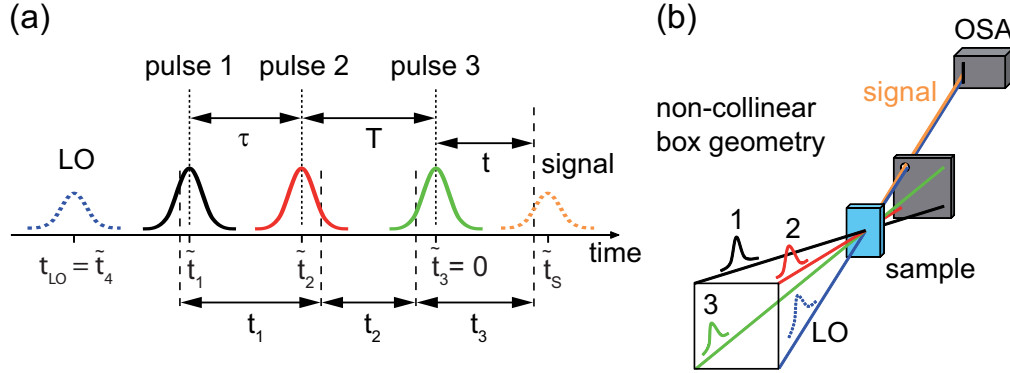 (a)
pulse 1 pulse 2 pulse 3
τ T t
LO signal
time
t_LO = t̃_4 t̃_1 t̃_2 t̃_3 = 0 t̃_S
t_1 t_2 t_3
(b)
OSA
signal
non-collinear
box geometry
1 2
sample
3
LO